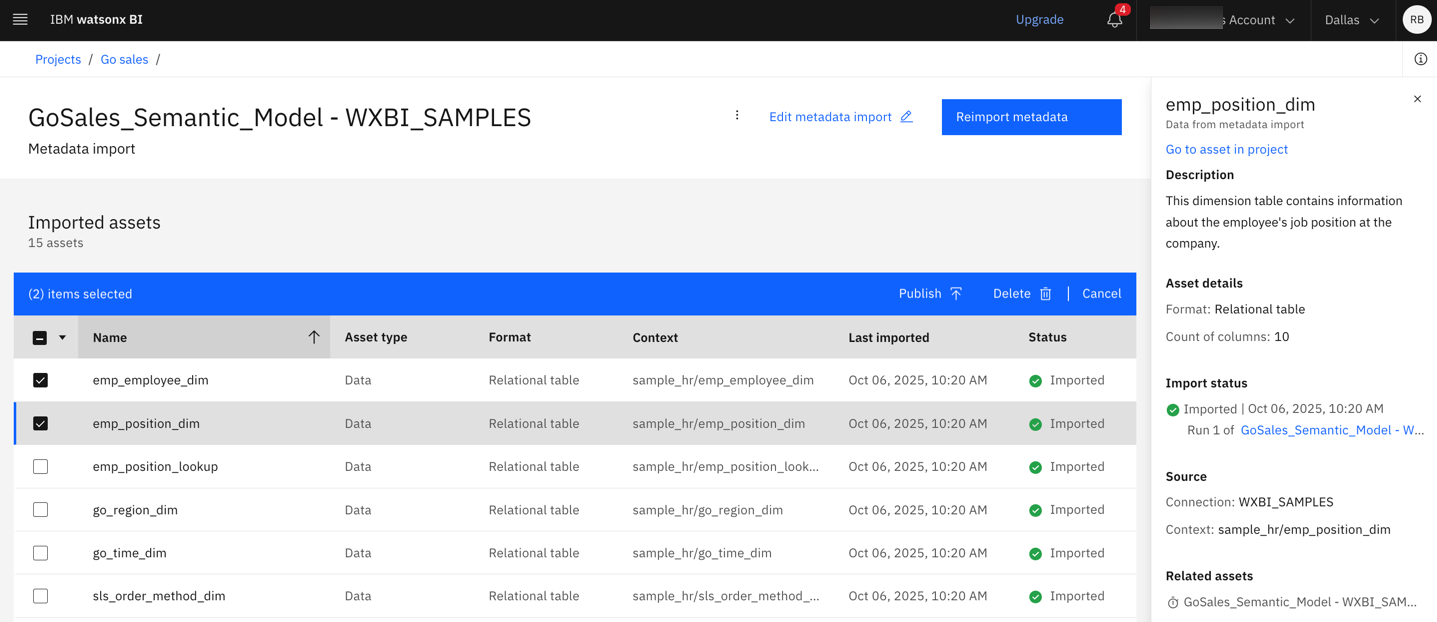 IBM watsonx BI
Upgrade
4
s Account
Dallas
RB
Projects / Go sales /
GoSales_Semantic_Model - WXBI_SAMPLES
Metadata import
Edit metadata import
Reimport metadata
Imported assets
15 assets
(2) items selected
Publish
Delete
Cancel
Name Asset type Format Context Last imported Status
emp_employee_dim Data Relational table sample_hr/emp_employee_dim Oct 06, 2025, 10:20 AM Imported
emp_position_dim Data Relational table sample_hr/emp_position_dim Oct 06, 2025, 10:20 AM Imported
emp_position_lookup Data Relational table sample_hr/emp_position_look... Oct 06, 2025, 10:20 AM Imported
go_region_dim Data Relational table sample_hr/go_region_dim Oct 06, 2025, 10:20 AM Imported
go_time_dim Data Relational table sample_hr/go_time_dim Oct 06, 2025, 10:20 AM Imported
sls_order_method_dim Data Relational table sample_hr/sls_order_method_... Oct 06, 2025, 10:20 AM Imported
emp_position_dim
Data from metadata import
Go to asset in project
Description
This dimension table contains information
about the employee's job position at the
company.
Asset details
Format: Relational table
Count of columns: 10
Import status
Imported | Oct 06, 2025, 10:20 AM
Run 1 of GoSales_Semantic_Model - W...
Source
Connection: WXBI_SAMPLES
Context: sample_hr/emp_position_dim
Related assets
GoSales_Semantic_Model - WXBI_SAM...